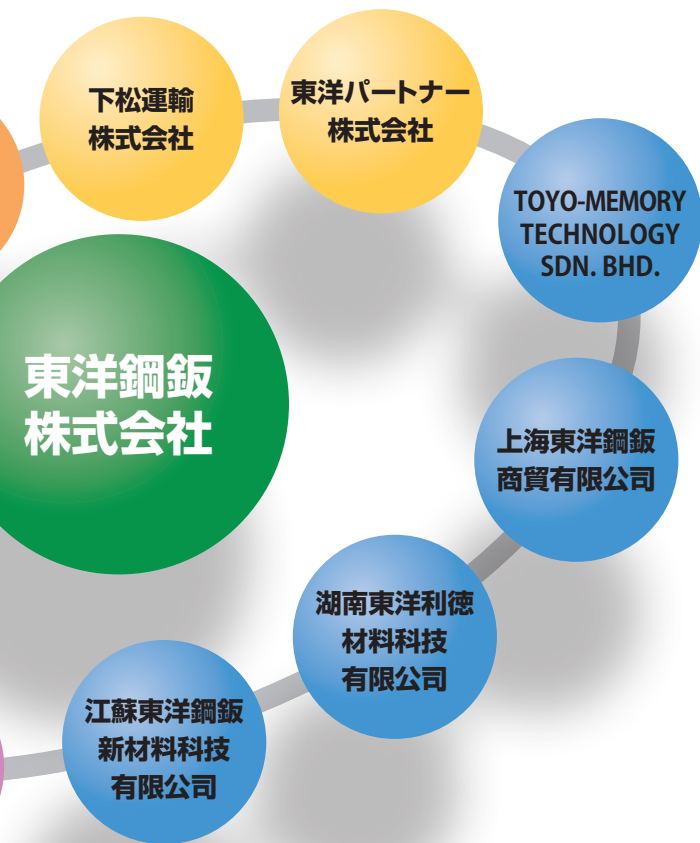 下松運輸
株式会社
東洋パートナー
株式会社
TOYO-MEMORY
TECHNOLOGY
SDN. BHD.
東洋鋼鈑
株式会社
上海東洋鋼鈑
商貿有限公司
湖南東洋利徳
材料科技
有限公司
江蘇東洋鋼鈑
新材料科技
有限公司